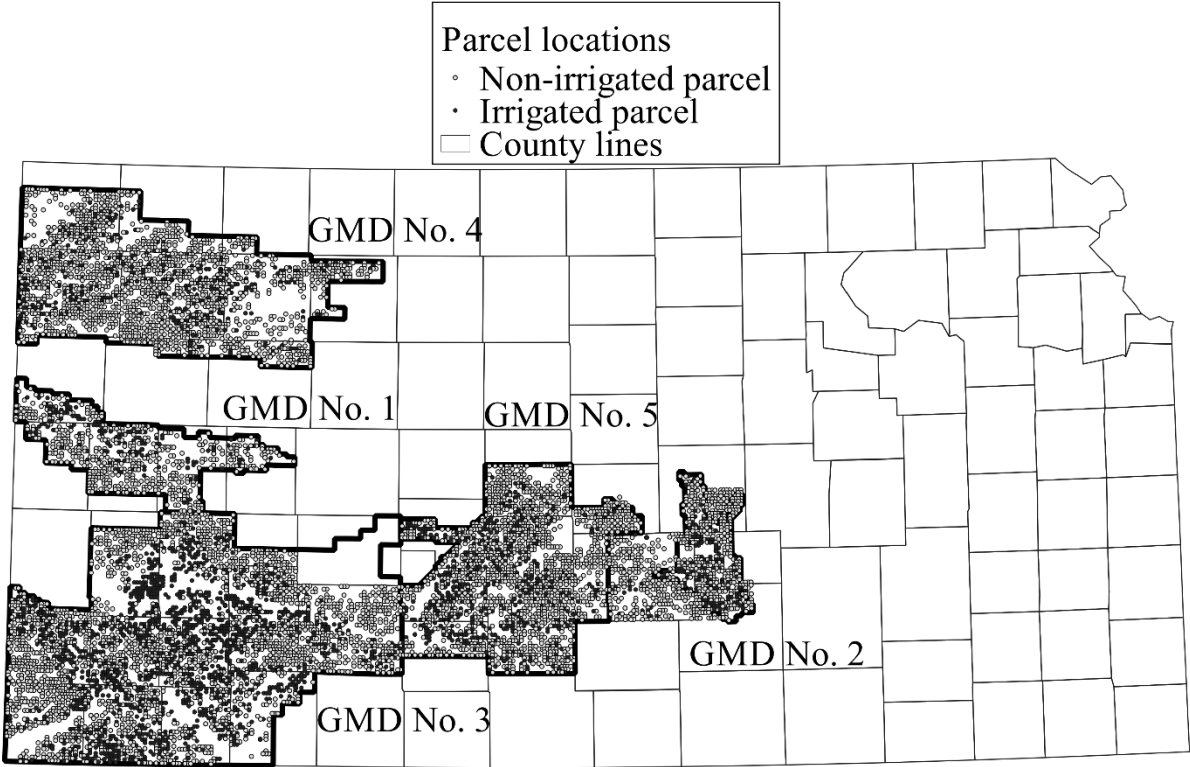 Parcel locations
Non-irrigated parcel
Irrigated parcel
County lines
GMD No. 4
GMD No. 1
GMD No. 5
GMD No. 2
GMD No. 3